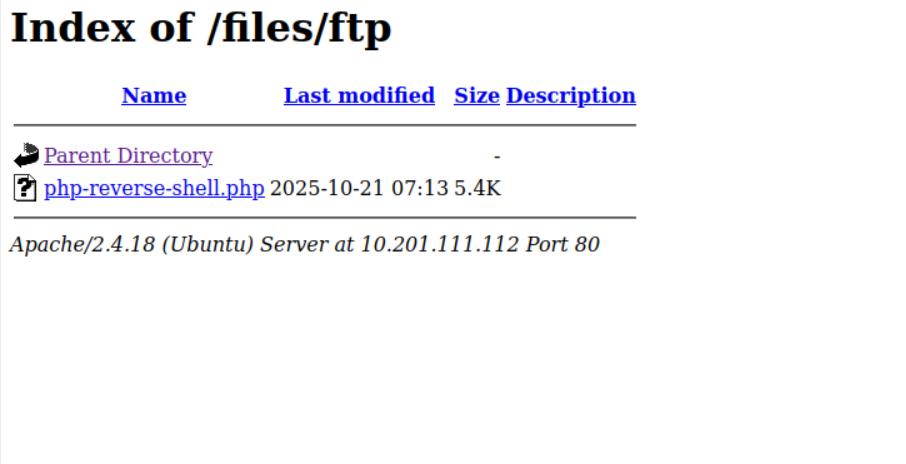 Index of /files/ftp
Name Last modified Size Description
Parent Directory -
php-reverse-shell.php 2025-10-21 07:13 5.4K
Apache/2.4.18 (Ubuntu) Server at 10.201.111.112 Port 80